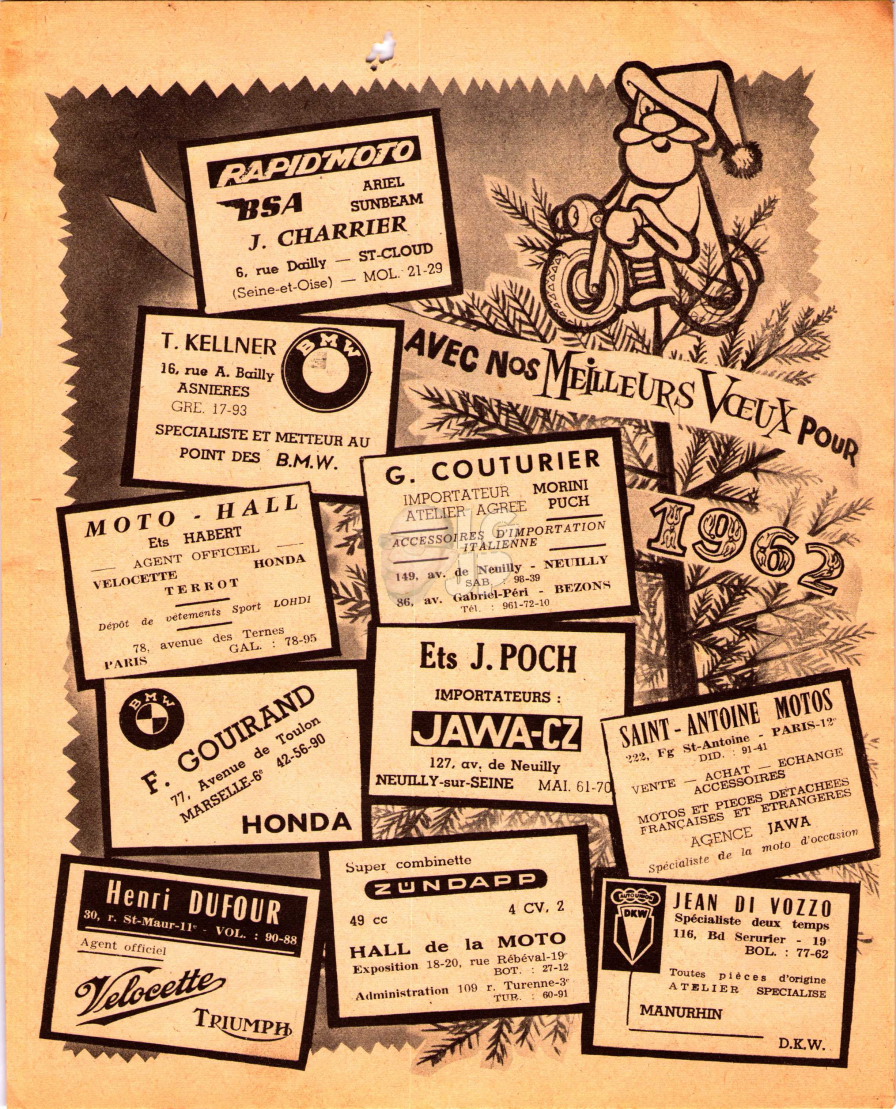 RAPID'MOTO
BSA
ARIEL
SUNBEAM
J. CHARRIER
6, rue Dailly — ST-CLOUD
(Seine-et-Oise) — MOL. 21-29
T. KELLNER
16, rue A. Bailly
ASNIERES
GRE. 17-93
BMW
SPECIALISTE ET METTEUR AU
POINT DES B.M.W.
AVEC NOS MEILLEURS VŒUX POUR
1962
G. COUTURIER
IMPORTATEUR MORINI
ATELIER AGREE PUCH
ACCESSOIRES D'IMPORTATION
ITALIENNE
149, av. de Neuilly - NEUILLY
SAB. : 98-39
86, av. Gabriel-Péri - BEZONS
Tél. : 961-72-10
MOTO - HALL
Ets HABERT
— AGENT OFFICIEL —
VELOCETTE HONDA
TERROT
Dépôt de vêtements Sport LOHDI
78, avenue des Ternes
PARIS GAL. : 78-95
Ets J. POCH
IMPORTATEURS :
JAWA-CZ
127, av. de Neuilly
NEUILLY-sur-SEINE MAI. 61-70
BMW
F. GOUIRAND
77, Avenue de Toulon
MARSELLE-6e 42-56-90
HONDA
SAINT-ANTOINE MOTOS
222, Fg St-Antoine - PARIS-12e
DID. : 91-41
VENTE — ACHAT — ECHANGE
ACCESSOIRES
MOTOS ET PIECES DETACHEES
FRANÇAISES ET ETRANGERES
AGENCE JAWA
Spécialiste de la moto d'occasion
Henri DUFOUR
30, r. St-Maur-11e - VOL. : 90-88
Agent officiel
Velocette
TRIUMPH
Super combinette
ZÜNDAPP
49 cc 4 CV. 2
HALL de la MOTO
Exposition 18-20, rue Rébéval-19e
BOT. : 27-12
Administration 109 r. Turenne-3e
TUR. : 60-91
AUTO UNION
DKW
JEAN DI VOZZO
Spécialiste deux temps
116, Bd Serurier - 19e
BOL. : 77-62
Toutes pièces d'origine
ATELIER SPECIALISE
MANURHIN
D.K.W.